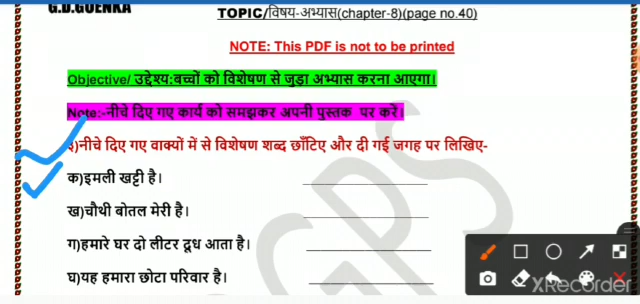 G.D.GOENKA
TOPIC/विषय-अभ्यास(chapter-8)(page no.40)
NOTE: This PDF is not to be printed
Objective/ उद्देश्य:बच्चों को विशेषण से जुडा अभ्यास करना आएगा।
Note:-नीचे दिए गए कार्य को समझकर अपनी पुस्तक पर करें।
नीचे दिए गए वाक्यों में से विशेषण शब्द छाँटिए और दी गई जगह पर लिखिए-
क)इमली खट्टी है।
ख)चौथी बोतल मेरी है।
ग)हमारे घर दो लीटर दूध आता है।
घ)यह हमारा छोटा परिवार है।
GPS
XRecorder